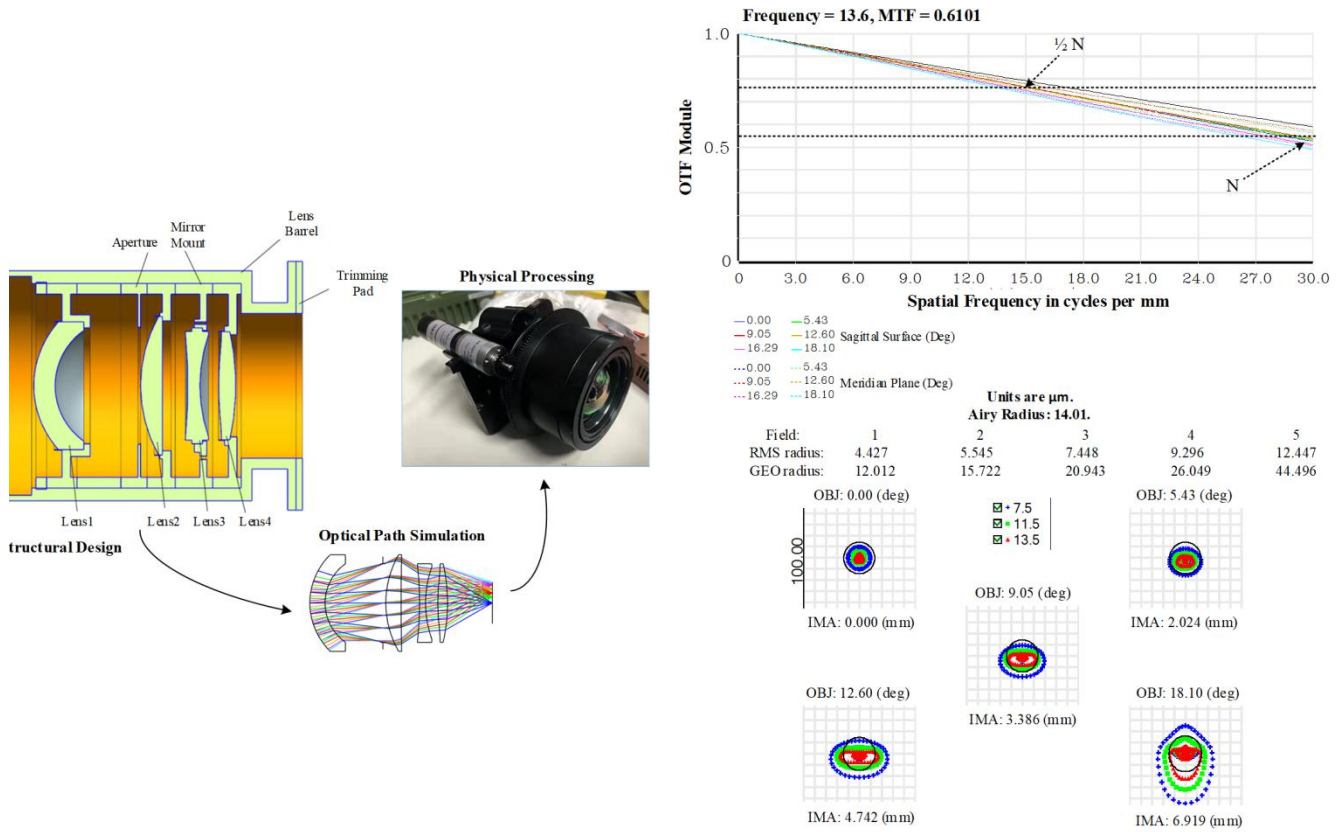 Lens
Barrel
Mirror
Mount
Aperture
Trimming
Pad
Lens1
Lens2
Lens3
Lens4
tructural Design
Optical Path Simulation
Physical Processing
Frequency = 13.6, MTF = 0.6101
1.0
0.5
OTF Module
½ N
N
0
3.0
6.0
9.0
12.0
15.0
18.0
21.0
24.0
27.0
30.0
Spatial Frequency in cycles per mm
0.00 5.43
9.05 12.60 Sagittal Surface (Deg)
16.29 18.10
0.00 5.43
9.05 12.60 Meridian Plane (Deg)
16.29 18.10
Units are μm.
Airy Radius: 14.01.
Field: 1 2 3 4 5
RMS radius: 4.427 5.545 7.448 9.296 12.447
GEO radius: 12.012 15.722 20.943 26.049 44.496
OBJ: 0.00 (deg)
100.00
IMA: 0.000 (mm)
7.5
11.5
13.5
OBJ: 5.43 (deg)
IMA: 2.024 (mm)
OBJ: 9.05 (deg)
IMA: 3.386 (mm)
OBJ: 12.60 (deg)
IMA: 4.742 (mm)
OBJ: 18.10 (deg)
IMA: 6.919 (mm)